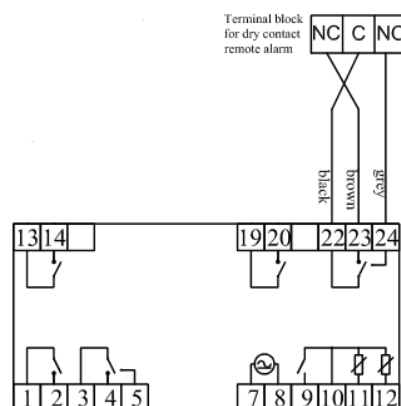 Terminal block
for dry contact
remote alarm
NC C NO
black
brown
grey
13 14 19 20 22 23 24
1 2 3 4 5 7 8 9 10 11 12